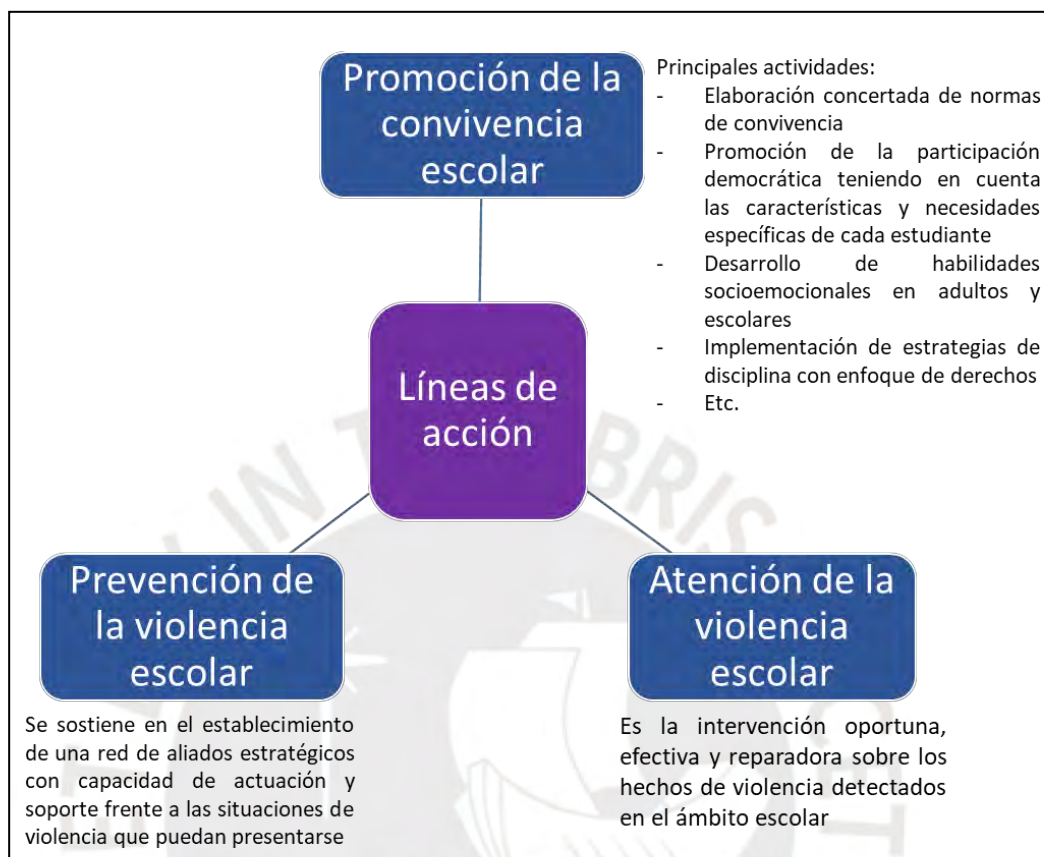 Promoción de la
convivencia
escolar
Principales actividades:
- Elaboración concertada de normas
de convivencia
- Promoción de la participación
democrática teniendo en cuenta
las características y necesidades
específicas de cada estudiante
- Desarrollo de habilidades
socioemocionales en adultos y
escolares
- Implementación de estrategias de
disciplina con enfoque de derechos
- Etc.
Líneas de
acción
Prevención de
la violencia
escolar
Se sostiene en el establecimiento
de una red de aliados estratégicos
con capacidad de actuación y
soporte frente a las situaciones de
violencia que puedan presentarse
Atención de la
violencia
escolar
Es la intervención oportuna,
efectiva y reparadora sobre los
hechos de violencia detectados
en el ámbito escolar